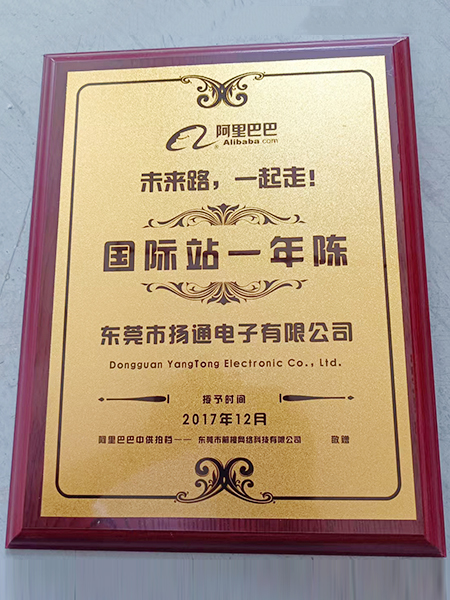 阿里巴巴
Alibaba.com
未来路，一起走！
国际站一年陈
东莞市扬通电子有限公司
Dongguan YangTong Electronic Co., Ltd.
授予时间
2017年12月
阿里巴巴中供拍档—— 东莞市 网络科技有限公司 敬赠